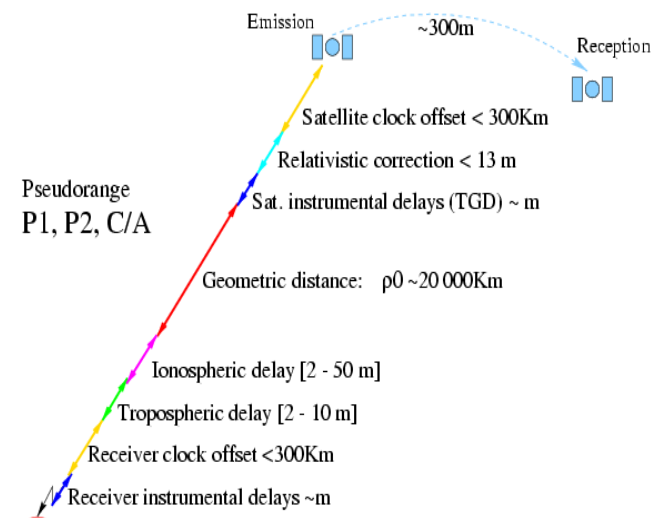 Emission
~300m
Reception
Satellite clock offset < 300Km
Relativistic correction < 13 m
Pseudorange
Sat. instrumental delays (TGD) ~ m
P1, P2, C/A
Geometric distance: ρ0 ~20 000Km
Ionospheric delay [2 - 50 m]
Tropospheric delay [2 - 10 m]
Receiver clock offset <300Km
Receiver instrumental delays ~m